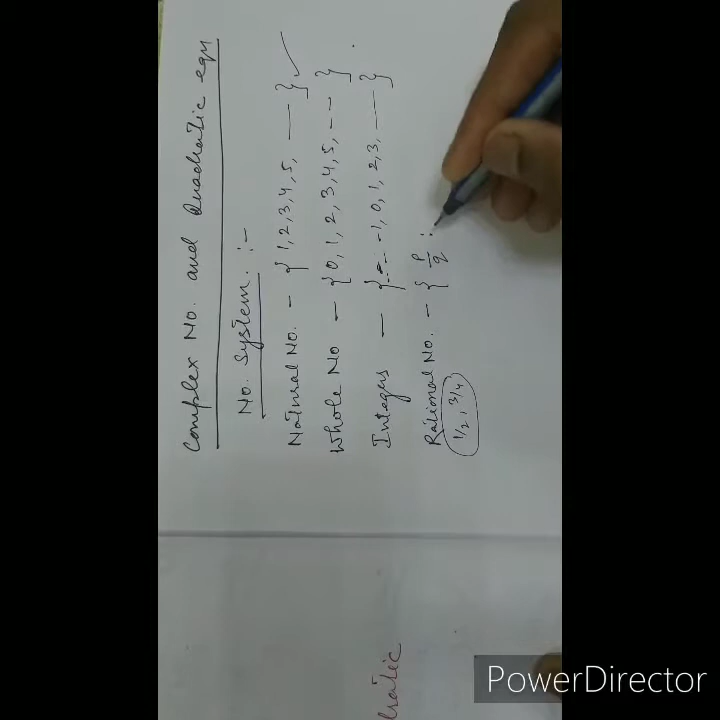 Complex No. and Quadratic eqn
No. System :-
Natural No. - { 1, 2, 3, 4, 5, — }
Whole No - { 0, 1, 2, 3, 4, 5, -- }
Integers - { ... -1, 0, 1, 2, 3, — }
Rational No. - { p/q :
1/2, 3/4
ratic
PowerDirector